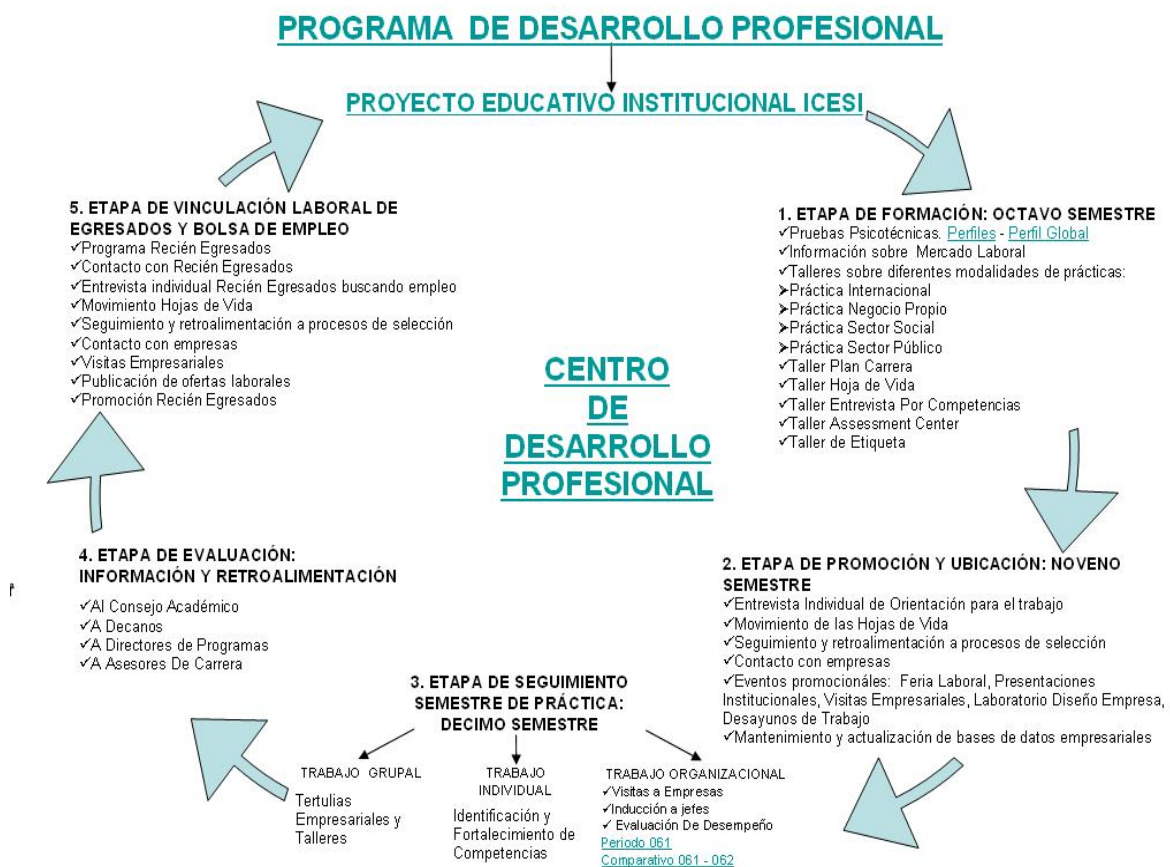 PROGRAMA DE DESARROLLO PROFESIONAL
PROYECTO EDUCATIVO INSTITUCIONAL ICESI
1. ETAPA DE FORMACIÓN: OCTAVO SEMESTRE
✓Pruebas Psicotécnicas. Perfiles - Perfil Global
✓Información sobre Mercado Laboral
✓Talleres sobre diferentes modalidades de prácticas:
➤Práctica Internacional
➤Práctica Negocio Propio
➤Práctica Sector Social
➤Práctica Sector Público
✓Taller Plan Carrera
✓Taller Hoja de Vida
✓Taller Entrevista Por Competencias
✓Taller Assessment Center
✓Taller de Etiqueta
2. ETAPA DE PROMOCIÓN Y UBICACIÓN: NOVENO
SEMESTRE
✓Entrevista Individual de Orientación para el trabajo
✓Movimiento de las Hojas de Vida
✓Seguimiento y retroalimentación a procesos de selección
✓Contacto con empresas
✓Eventos promocionáles: Feria Laboral, Presentaciones
Institucionales, Visitas Empresariales, Laboratorio Diseño Empresa,
Desayunos de Trabajo
✓Mantenimiento y actualización de bases de datos empresariales
3. ETAPA DE SEGUIMIENTO
SEMESTRE DE PRÁCTICA:
DECIMO SEMESTRE
TRABAJO GRUPAL
Tertulias
Empresariales y
Talleres
TRABAJO
INDIVIDUAL
Identificación y
Fortalecimiento de
Competencias
TRABAJO ORGANIZACIONAL
✓Visitas a Empresas
✓Inducción a jefes
✓ Evaluación De Desempeño
Periodo 061
Comparativo 061 - 062
4. ETAPA DE EVALUACIÓN:
INFORMACIÓN Y RETROALIMENTACIÓN
✓Al Consejo Académico
✓A Decanos
✓A Directores de Programas
✓A Asesores De Carrera
5. ETAPA DE VINCULACIÓN LABORAL DE
EGRESADOS Y BOLSA DE EMPLEO
✓Programa Recién Egresados
✓Contacto con Recién Egresados
✓Entrevista individual Recién Egresados buscando empleo
✓Movimiento Hojas de Vida
✓Seguimiento y retroalimentación a procesos de selección
✓Contacto con empresas
✓Visitas Empresariales
✓Publicación de ofertas laborales
✓Promoción Recién Egresados
CENTRO
DE
DESARROLLO
PROFESIONAL